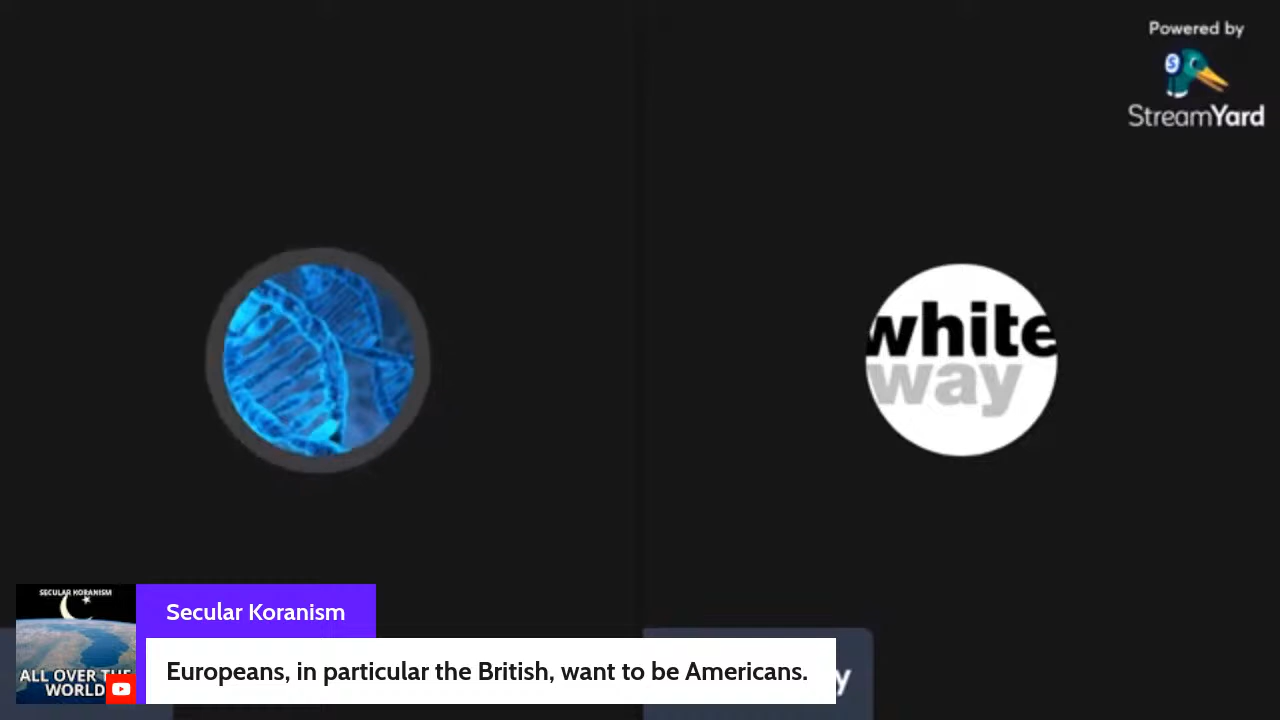 Powered by
StreamYard
white
way
SECULAR KORANISM
ALL OVER THE
WORLD
Secular Koranism
Europeans, in particular the British, want to be Americans.
y